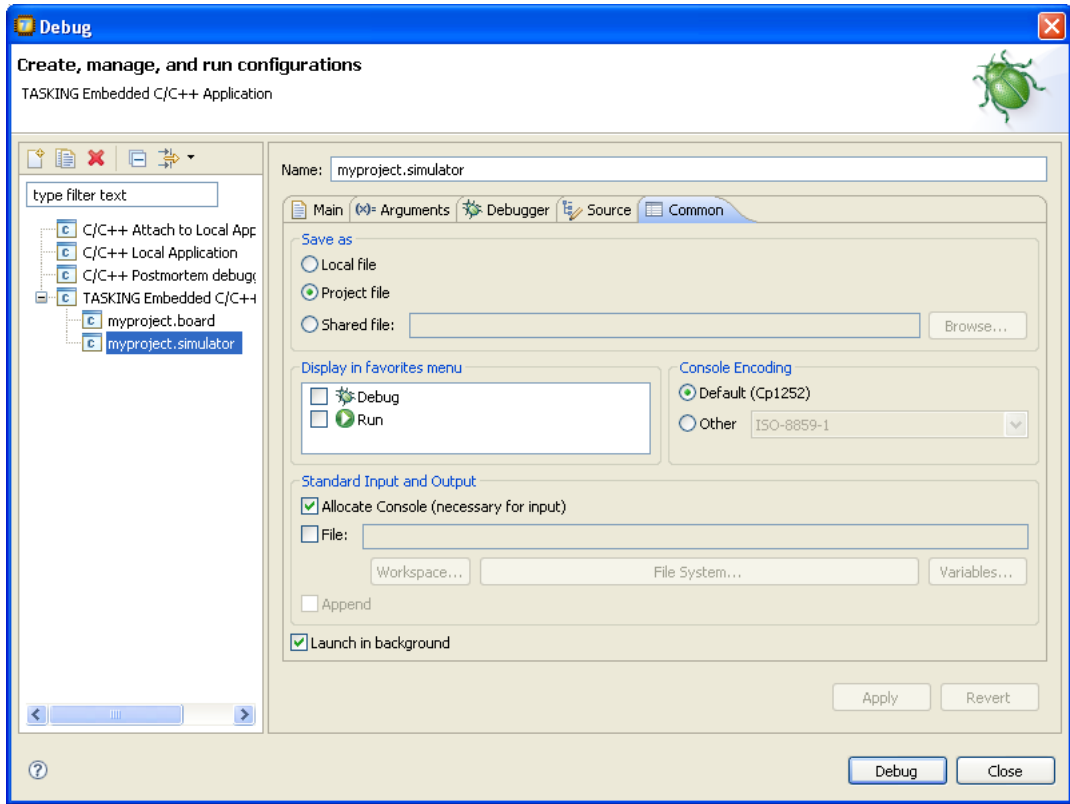 Debug
Create, manage, and run configurations
TASKING Embedded C/C++ Application
type filter text
C/C++ Attach to Local App
C/C++ Local Application
C/C++ Postmortem debugg
TASKING Embedded C/C++
myproject.board
myproject.simulator
Name: myproject.simulator
Main (x)= Arguments Debugger Source Common
Save as
Local file
Project file
Shared file: Browse...
Display in favorites menu
Debug
Run
Console Encoding
Default (Cp1252)
Other ISO-8859-1
Standard Input and Output
Allocate Console (necessary for input)
File:
Workspace... File System... Variables...
Append
Launch in background
Apply Revert
Debug Close